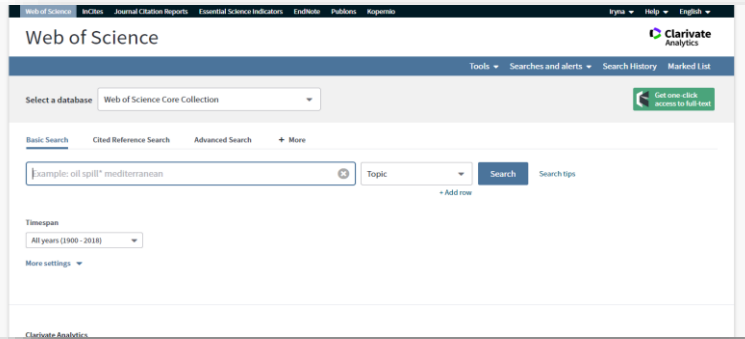 Web of Science InCites Journal Citation Reports Essential Science Indicators EndNote Publons Kopernio Iryna Help English
Web of Science
Clarivate
Analytics
Tools Searches and alerts Search History Marked List
Select a database Web of Science Core Collection
Get one-click
access to full-text
Basic Search Cited Reference Search Advanced Search + More
Example: oil spill* mediterranean Topic Search Search tips
+ Add row
Timespan
All years (1900 - 2018)
More settings
Clarivate Analytics